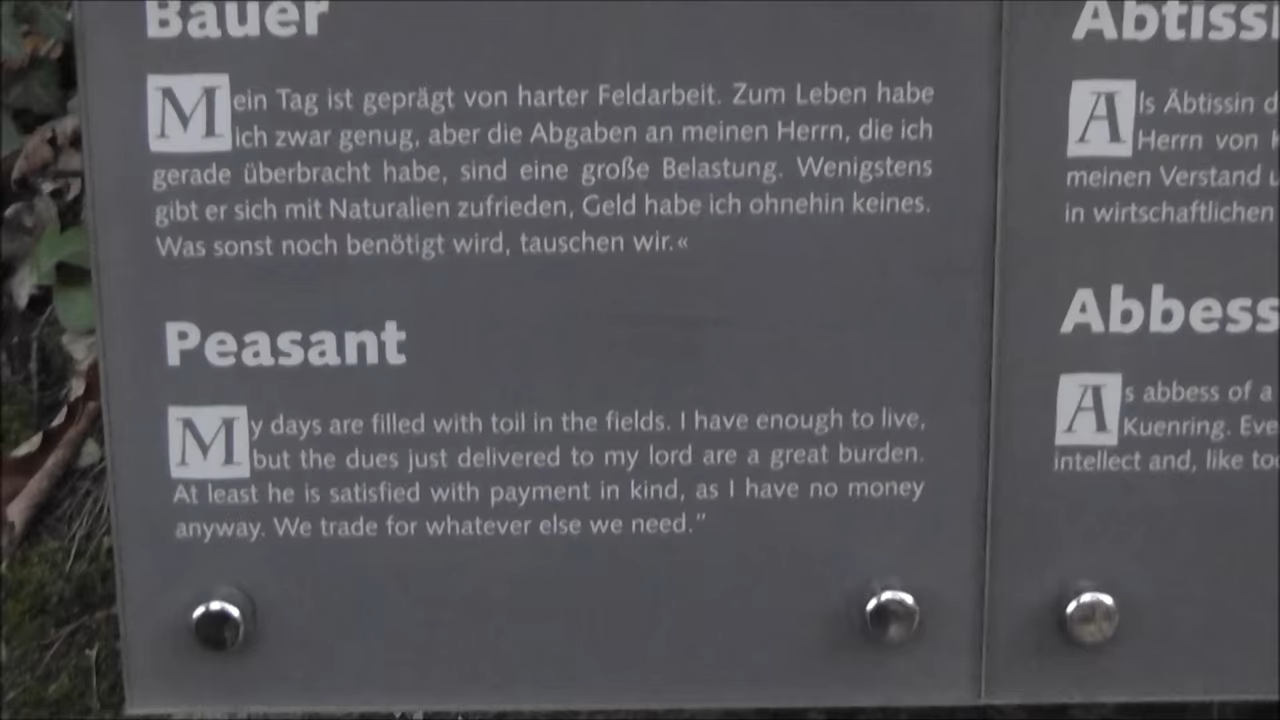 Bauer
Mein Tag ist geprägt von harter Feldarbeit. Zum Leben habe
ich zwar genug, aber die Abgaben an meinen Herrn, die ich
gerade überbracht habe, sind eine große Belastung. Wenigstens
gibt er sich mit Naturalien zufrieden, Geld habe ich ohnehin keines.
Was sonst noch benötigt wird, tauschen wir.«
Peasant
My days are filled with toil in the fields. I have enough to live,
but the dues just delivered to my lord are a great burden.
At least he is satisfied with payment in kind, as I have no money
anyway. We trade for whatever else we need.”
Als Äbtissin
Herrn von
meinen Verstand
in wirtschaftlichen
Abbess
As abbess of a
Kuenring.
intellect and, like